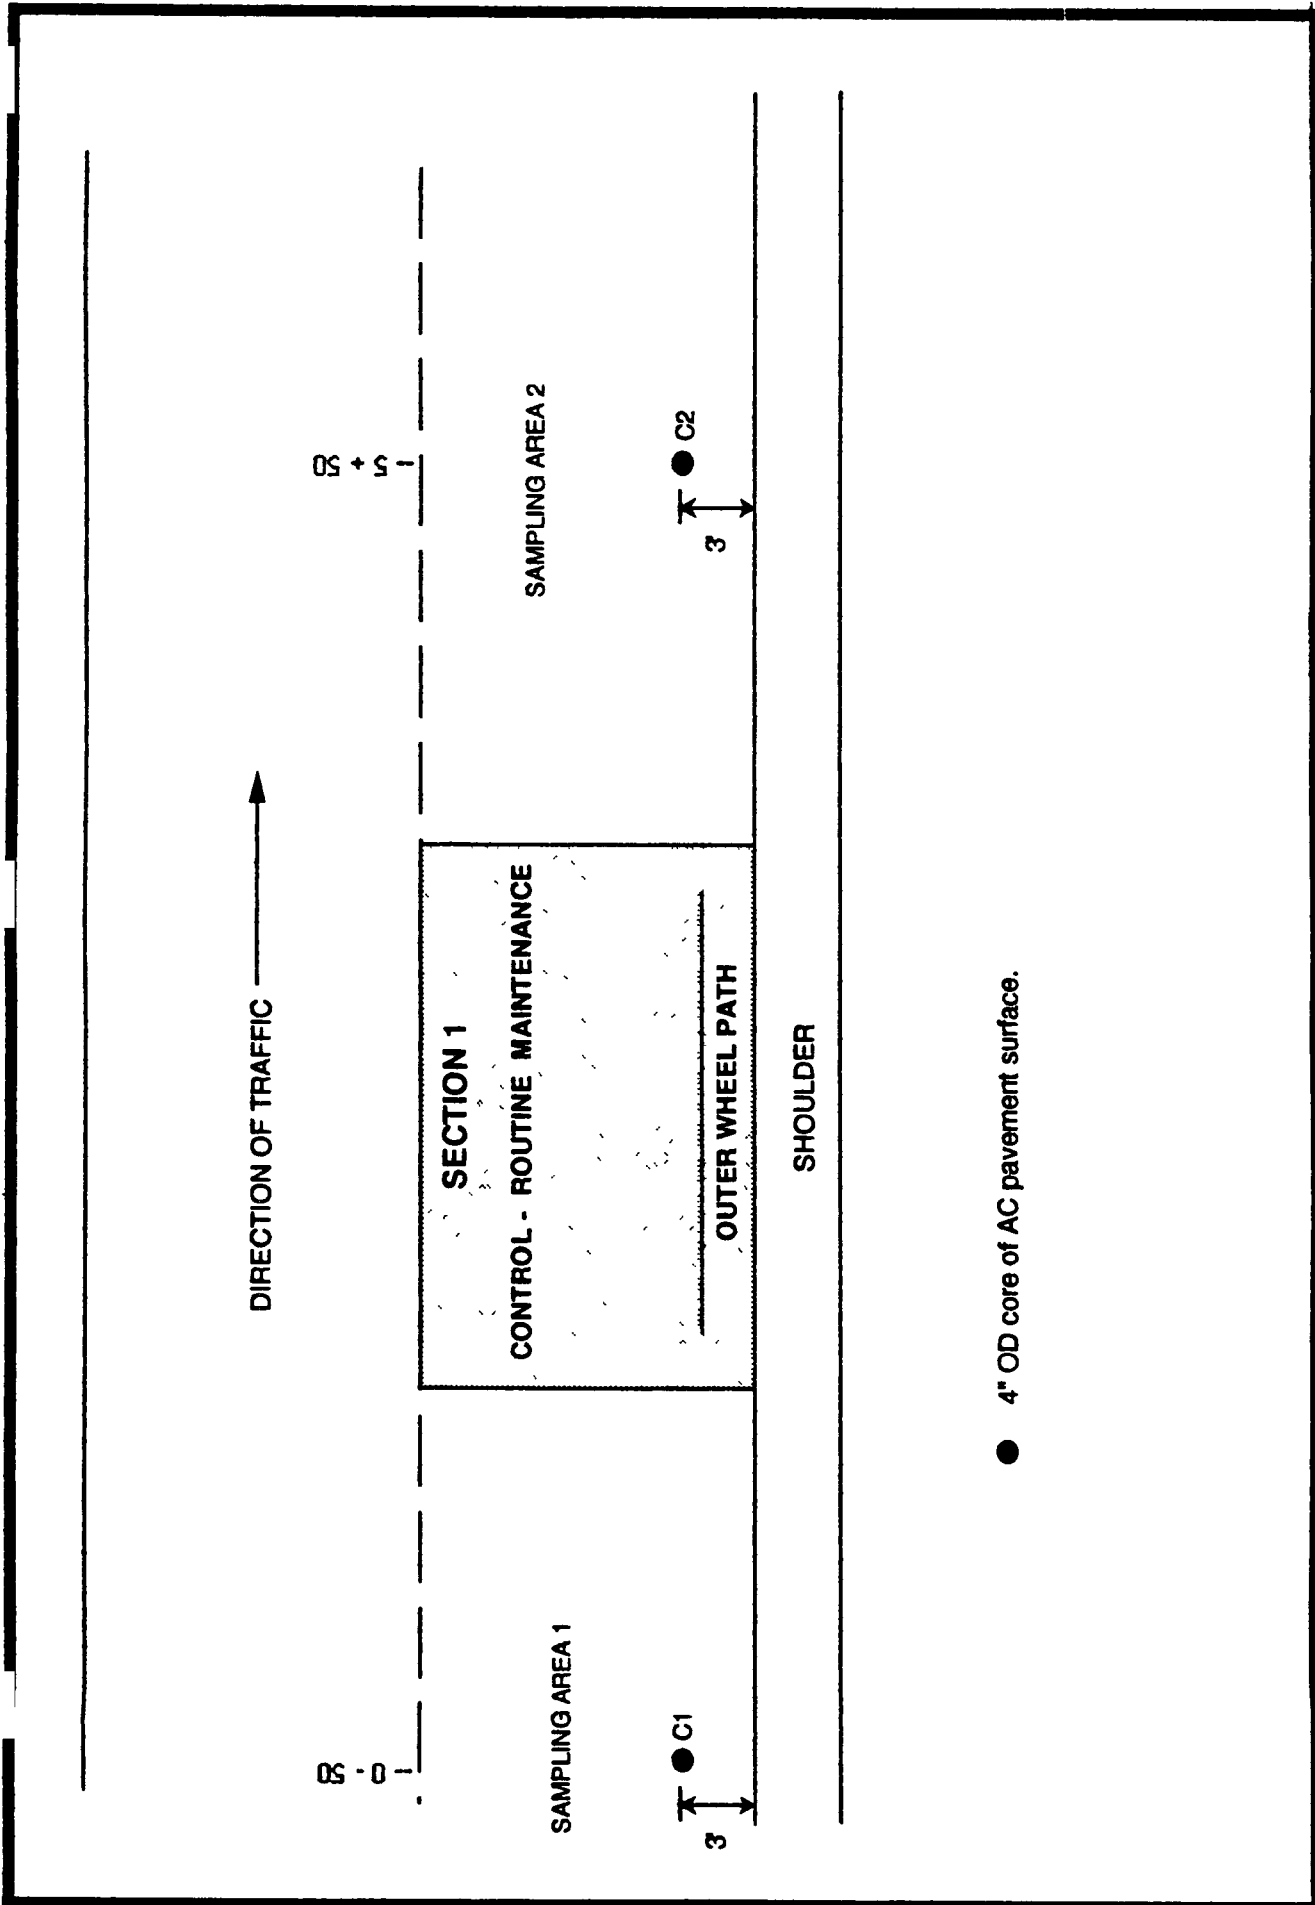 DIRECTION OF TRAFFIC
0 - 50
5 + 50
SECTION 1
CONTROL - ROUTINE MAINTENANCE
SAMPLING AREA 1
SAMPLING AREA 2
C1
C2
3'
3'
OUTER WHEEL PATH
SHOULDER
4" OD core of AC pavement surface.